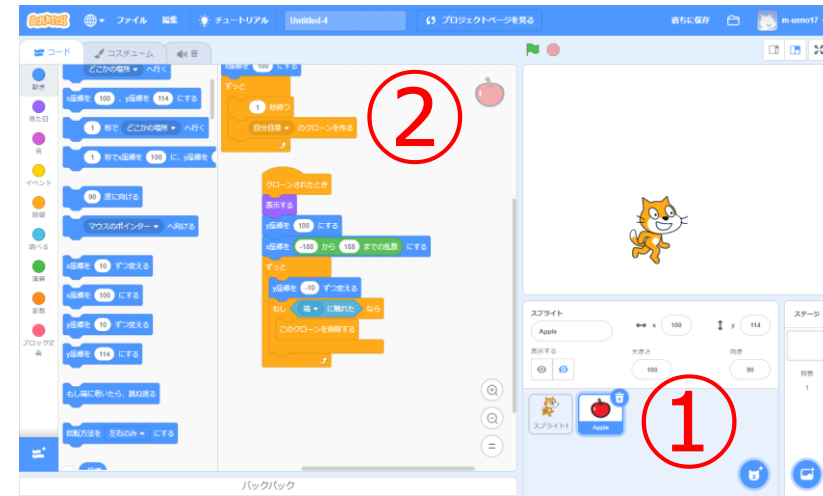 SCRATCH ファイル 編集 チュートリアル Untitled-4 プロジェクトページを見る 直ちに保存 m-ueno17
コード コスチューム 音
動き
見た目
音
イベント
制御
調べる
演算
変数
ブロック定義
どこかの場所 へ行く
x座標を 100 、y座標を 114 にする
1 秒で どこかの場所 へ行く
1 秒でx座標を 100 に、y座標を
90 度に向ける
マウスのポインター へ向ける
x座標を 10 ずつ変える
x座標を 100 にする
y座標を 10 ずつ変える
y座標を 114 にする
もし端に着いたら、跳ね返る
回転方法を 左右のみ にする
座標を 100 にする
ずっと
1 秒待つ
自分自身 のクローンを作る
②
クローンされたとき
表示する
y座標を 100 にする
x座標を -188 から 188 までの乱数 にする
ずっと
y座標を -10 ずつ変える
もし 端 に触れた なら
このクローンを削除する
バックパック
スプライト
Apple x 100 y 114
表示する 大きさ 向き
100 90
スプライト1 Apple
①
ステージ
背景
1